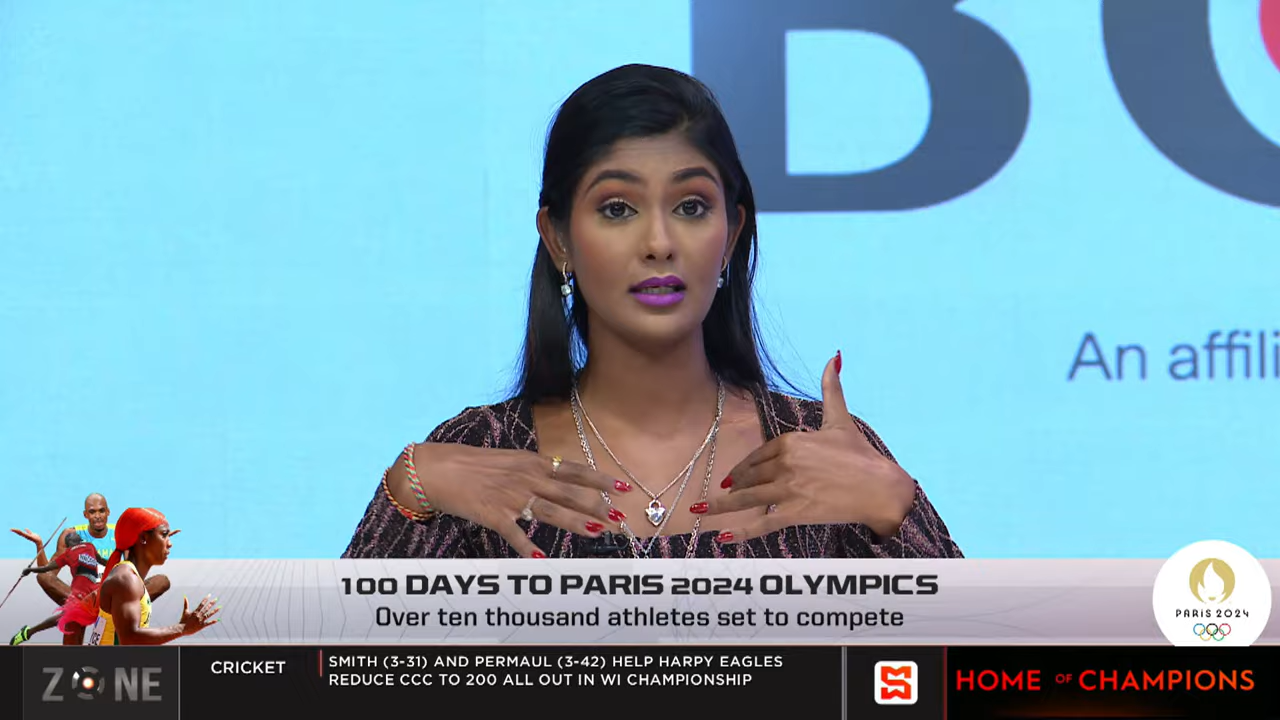 An affili
100 DAYS TO PARIS 2024 OLYMPICS
Over ten thousand athletes set to compete
PARIS 2024
ZONE
CRICKET
SMITH (3-31) AND PERMAUL (3-42) HELP HARPY EAGLES
REDUCE CCC TO 200 ALL OUT IN WI CHAMPIONSHIP
HOME OF CHAMPIONS